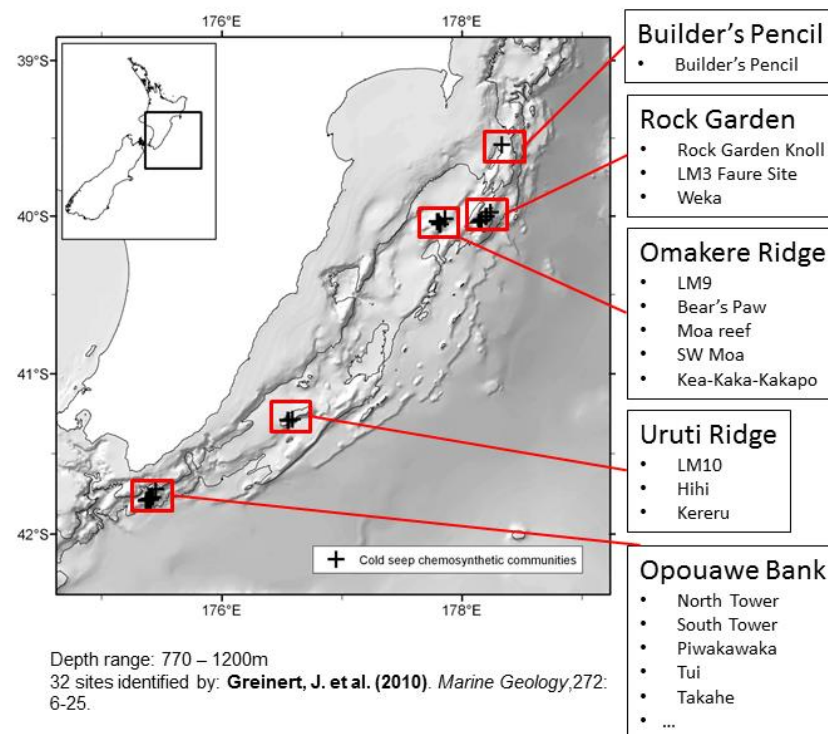 176°E
178°E
39°S
40°S
41°S
42°S
176°E
178°E
Cold seep chemosynthetic communities
Builder's Pencil
• Builder's Pencil
Rock Garden
• Rock Garden Knoll
• LM3 Faure Site
• Weka
Omakere Ridge
• LM9
• Bear's Paw
• Moa reef
• SW Moa
• Kea-Kaka-Kakapo
Uruti Ridge
• LM10
• Hihi
• Kereru
Opouawe Bank
• North Tower
• South Tower
• Piwakawaka
• Tui
• Takahe
• ...
Depth range: 770 – 1200m
32 sites identified by: Greinert, J. et al. (2010). Marine Geology,272:
6-25.